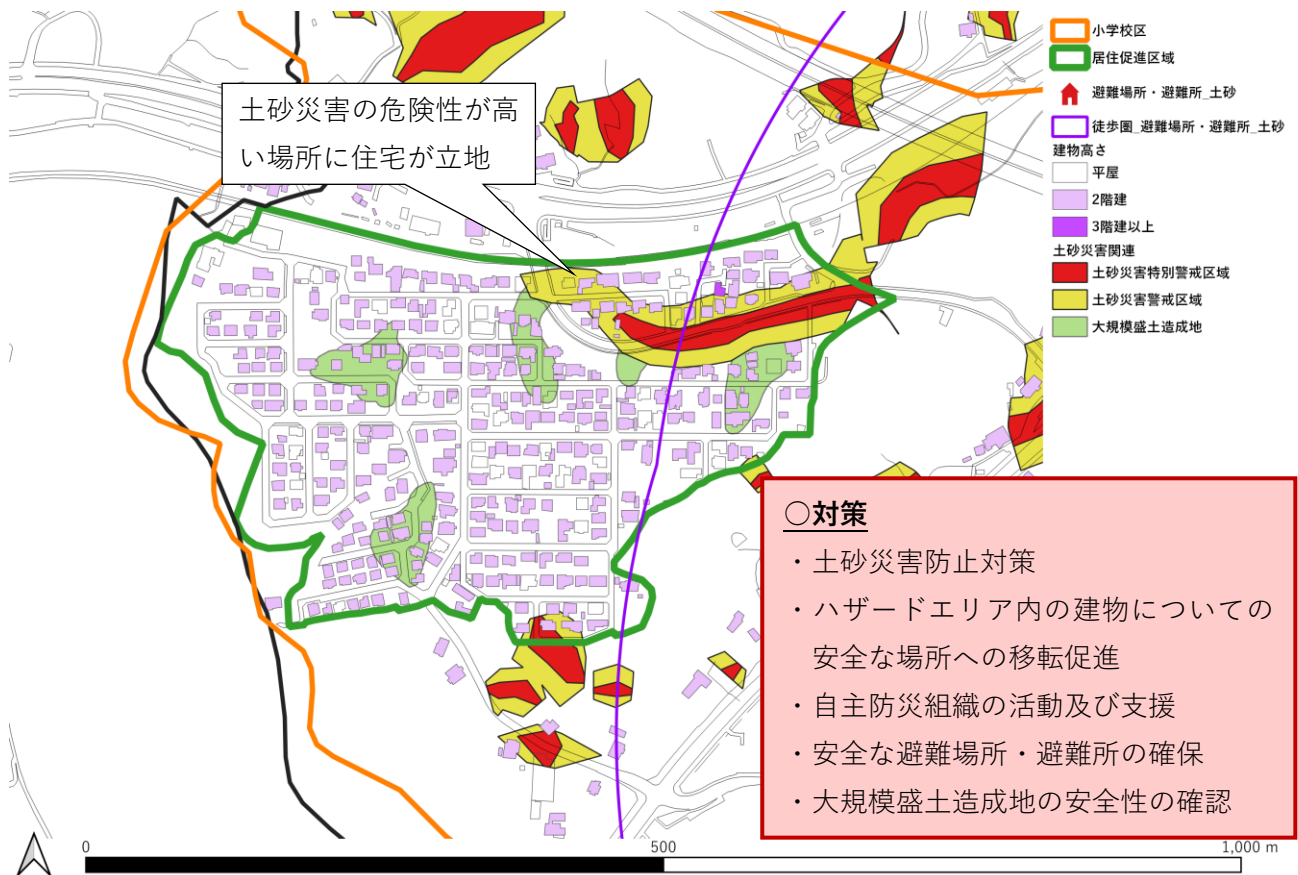 土砂災害の危険性が高
い場所に住宅が立地
小学校区
居住促進区域
避難場所・避難所_土砂
徒歩圏_避難場所・避難所_土砂
建物高さ
平屋
2階建
3階建以上
土砂災害関連
土砂災害特別警戒区域
土砂災害警戒区域
大規模盛土造成地
○対策
・土砂災害防止対策
・ハザードエリア内の建物についての
安全な場所への移転促進
・自主防災組織の活動及び支援
・安全な避難場所・避難所の確保
・大規模盛土造成地の安全性の確認
0
500
1,000 m